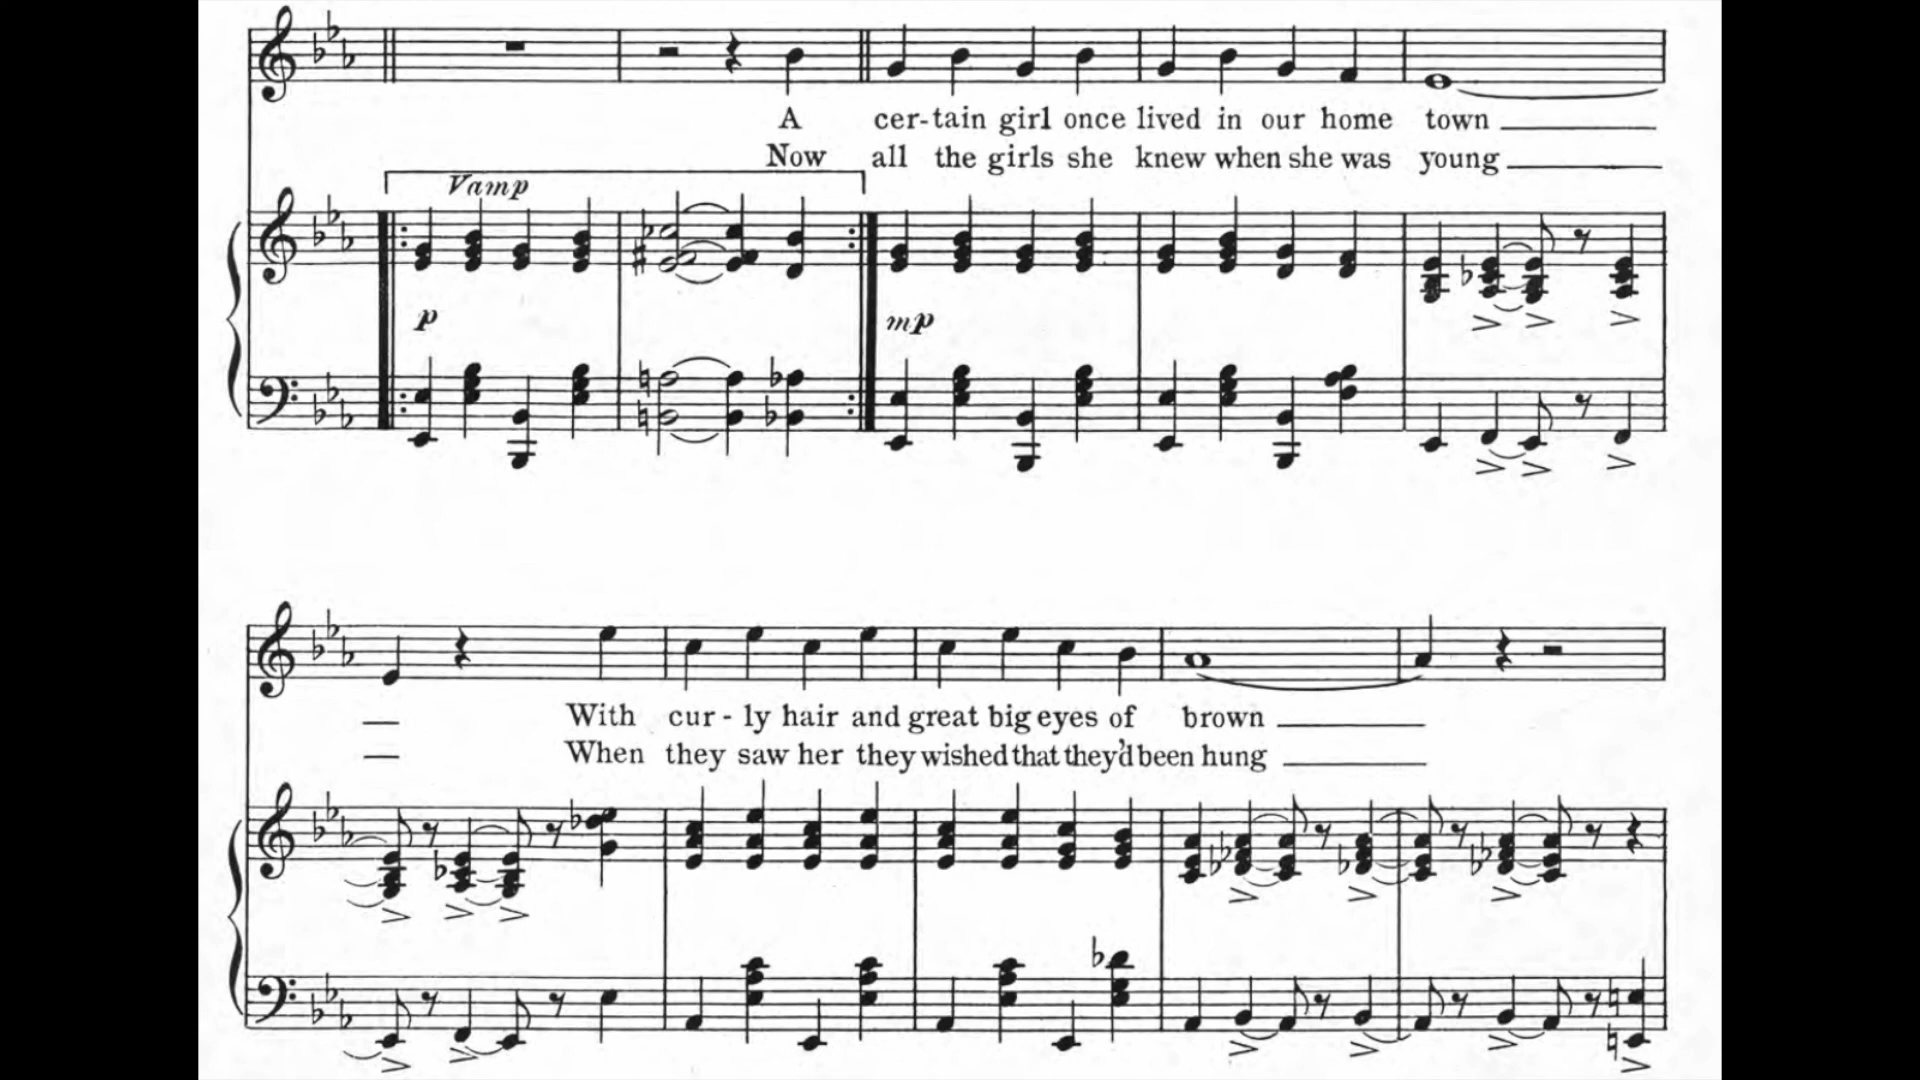 A cer-tain girl once lived in our home town
Now all the girls she knew when she was young
Vamp
p
mp
With cur - ly hair and great big eyes of brown
When they saw her they wished that they'd been hung